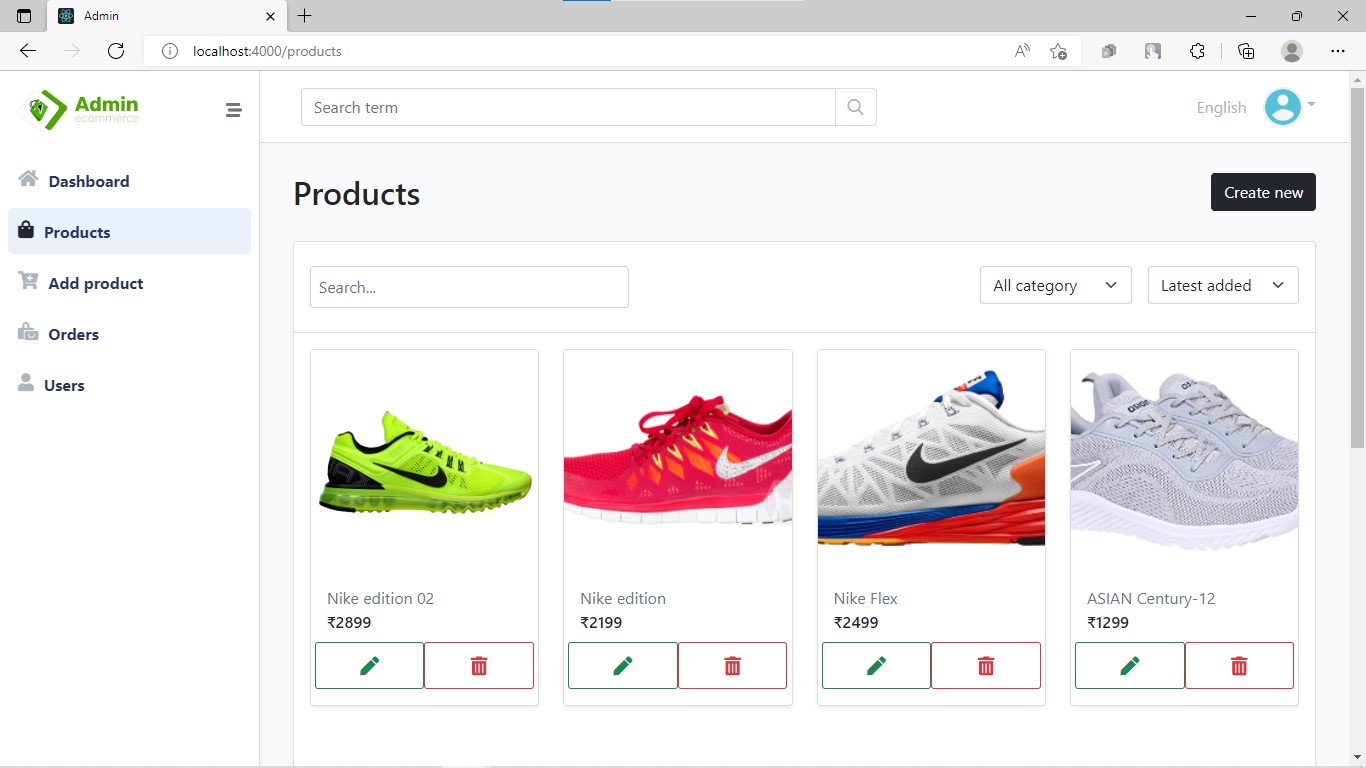 Admin
localhost:4000/products
Admin
ecommerce
Search term
English
Dashboard
Products
Add product
Orders
Users
Products
Create new
Search...
All category
Latest added
Nike edition 02
₹2899
Nike edition
₹2199
Nike Flex
₹2499
ASIAN Century-12
₹1299